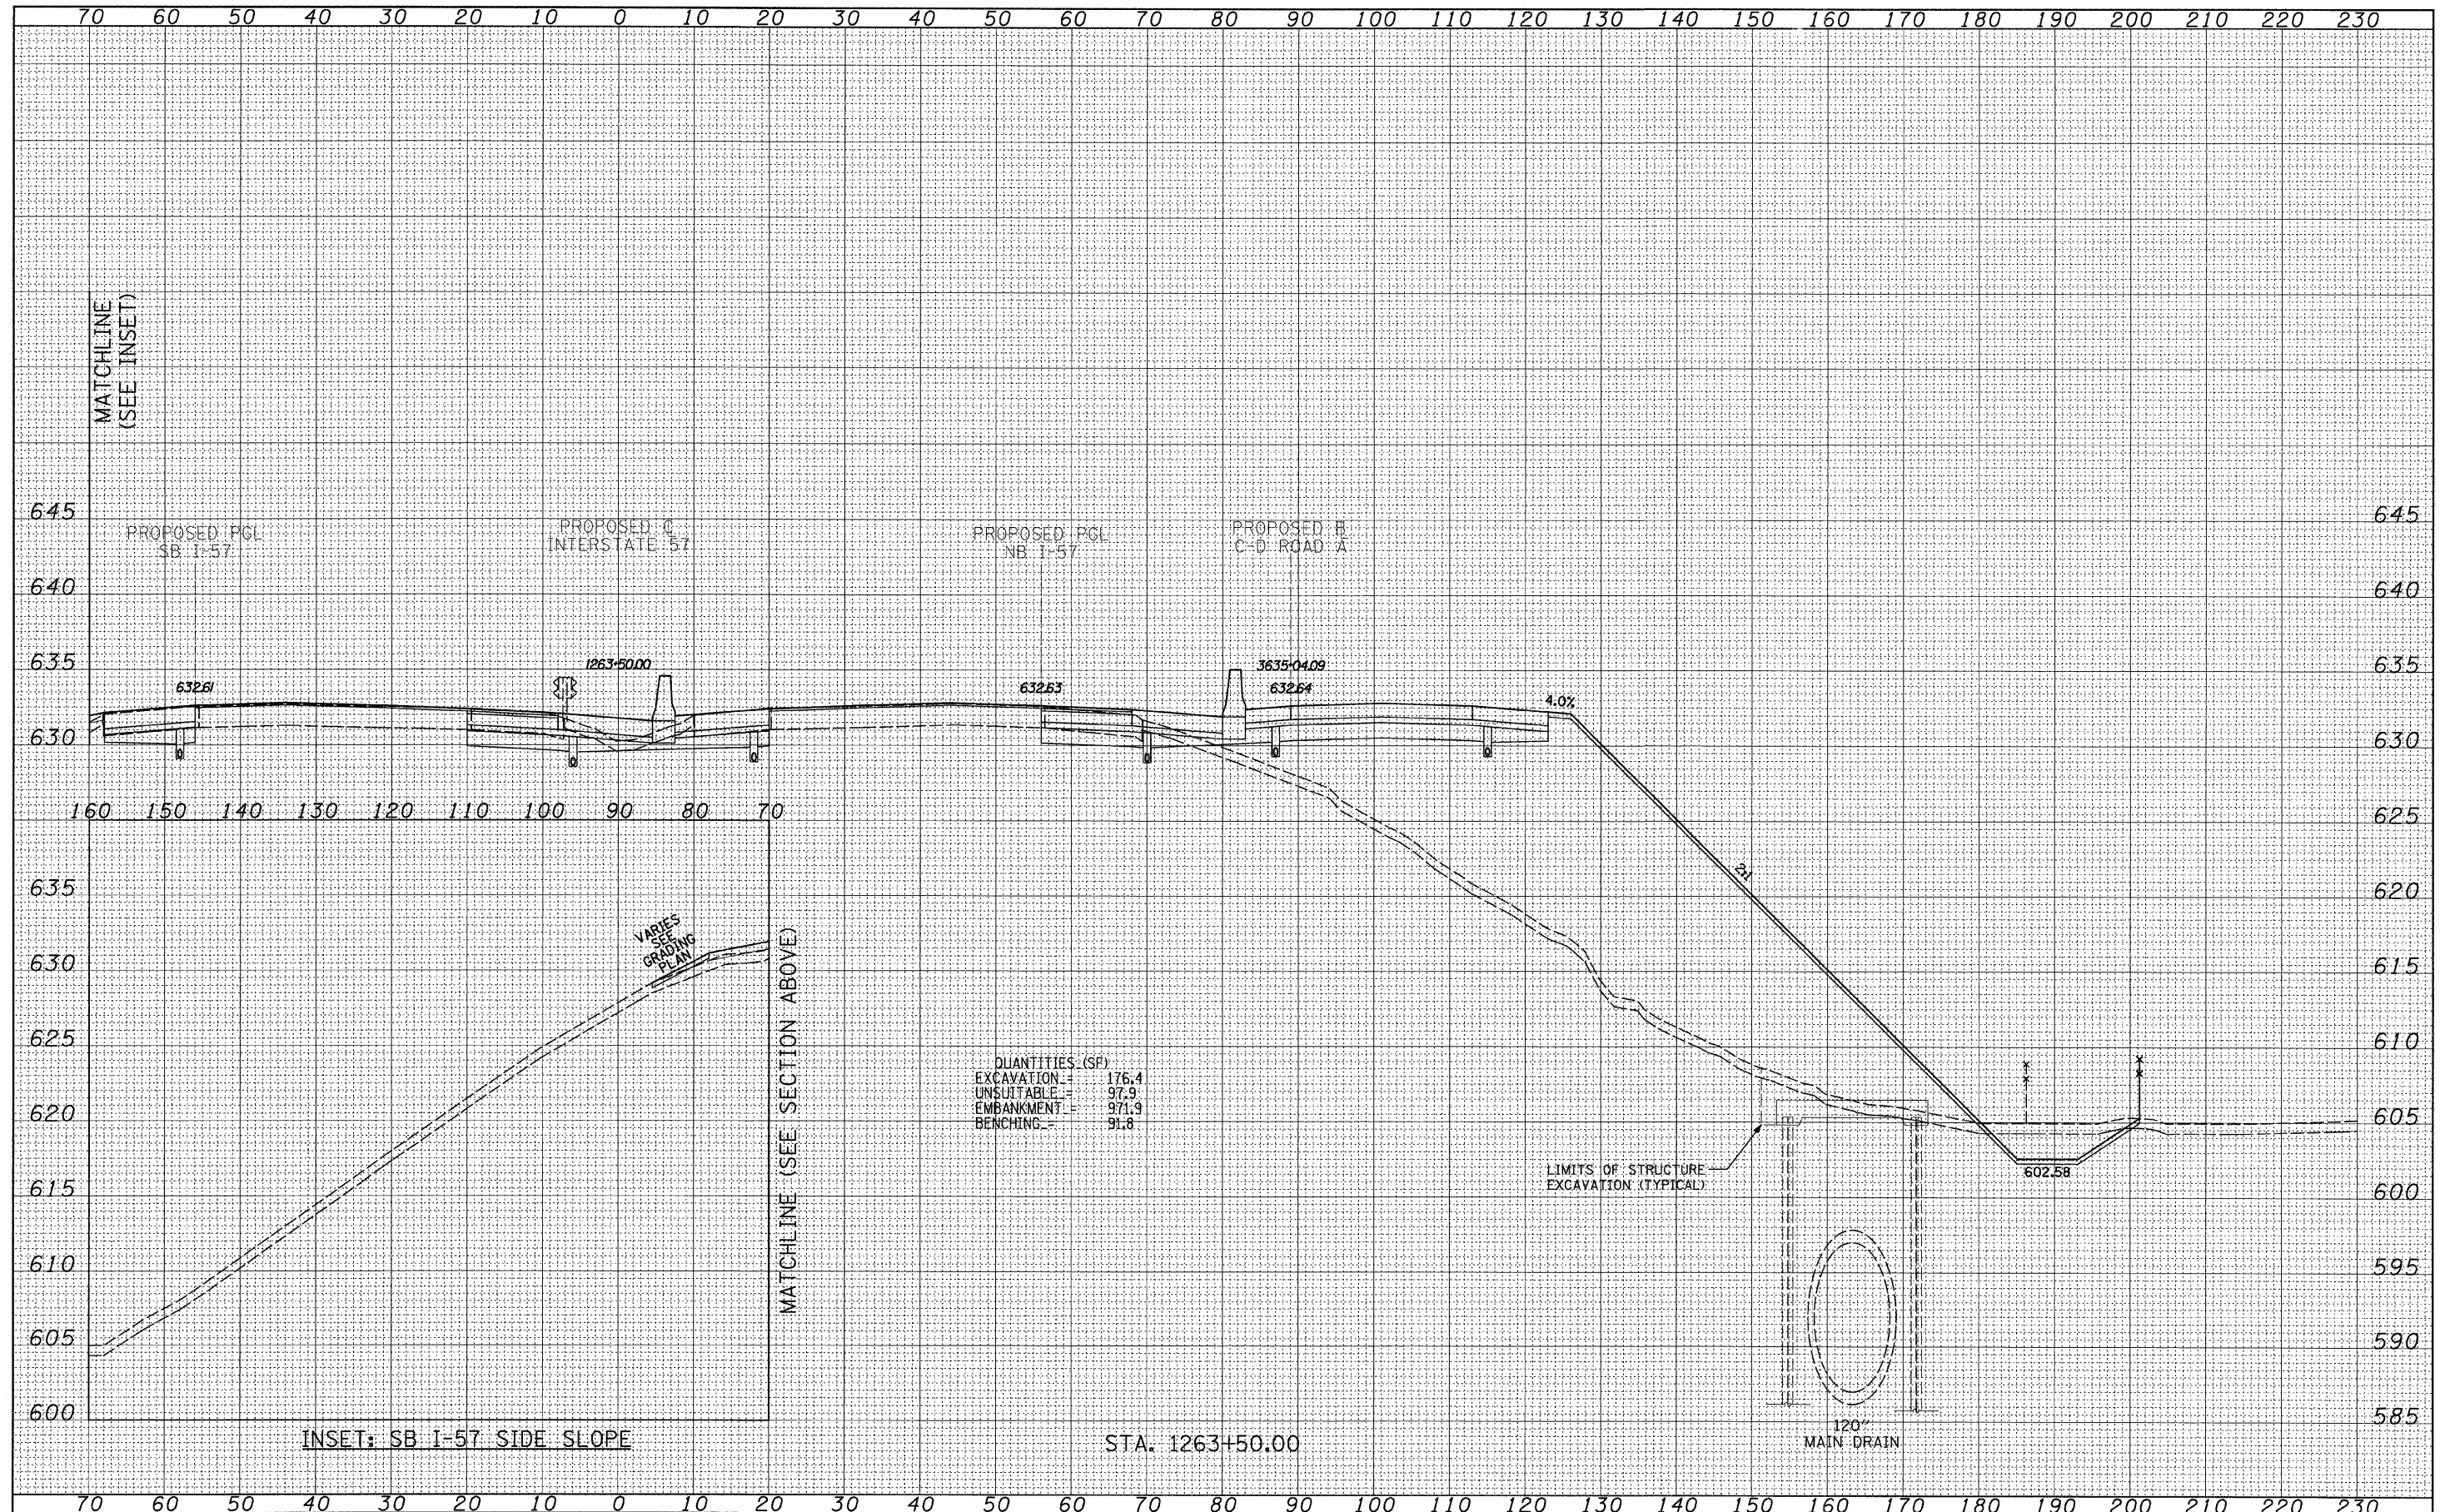 70 60 50 40 30 20 10 0 10 20 30 40 50 60 70 80 90 100 110 120 130 140 150 160 170 180 190 200 210 220 230
MATCHLINE
(SEE INSET)
645
645
PROPOSED PGL
SB I-57
PROPOSED ℄
INTERSTATE 57
PROPOSED PGL
NB I-57
PROPOSED B
C-D ROAD A
640
640
635
635
1263+50.00
3635+04.09
632.61
632.63
632.64
4.0%
630
630
160 150 140 130 120 110 100 90 80 70
625
635
2:1
620
VARIES
SEE
GRADING
PLAN
630
615
MATCHLINE (SEE SECTION ABOVE)
625
610
QUANTITIES (SF)
EXCAVATION = 176.4
UNSUITABLE = 97.9
EMBANKMENT = 971.9
BENCHING = 91.8
620
605
LIMITS OF STRUCTURE
EXCAVATION (TYPICAL)
602.58
615
600
610
595
605
590
600
585
INSET: SB I-57 SIDE SLOPE
STA. 1263+50.00
120"
MAIN DRAIN
70 60 50 40 30 20 10 0 10 20 30 40 50 60 70 80 90 100 110 120 130 140 150 160 170 180 190 200 210 220 230